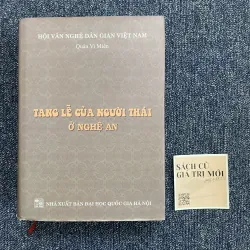 HỘI VĂN NGHỆ DÂN GIAN VIỆT NAM
Quán Vi Miên
TANG LỄ CỦA NGƯỜI THÁI
Ở NGHỆ AN
NHÀ XUẤT BẢN ĐẠI HỌC QUỐC GIA HÀ NỘI
SÁCH CŨ
GIÁ TRỊ MỚI